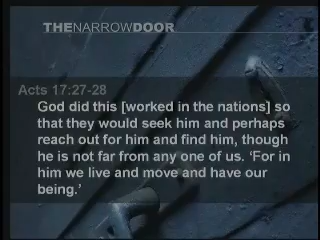 THENARROWDOOR
Acts 17:27-28
God did this [worked in the nations] so
that they would seek him and perhaps
reach out for him and find him, though
he is not far from any one of us. ‘For in
him we live and move and have our
being.’